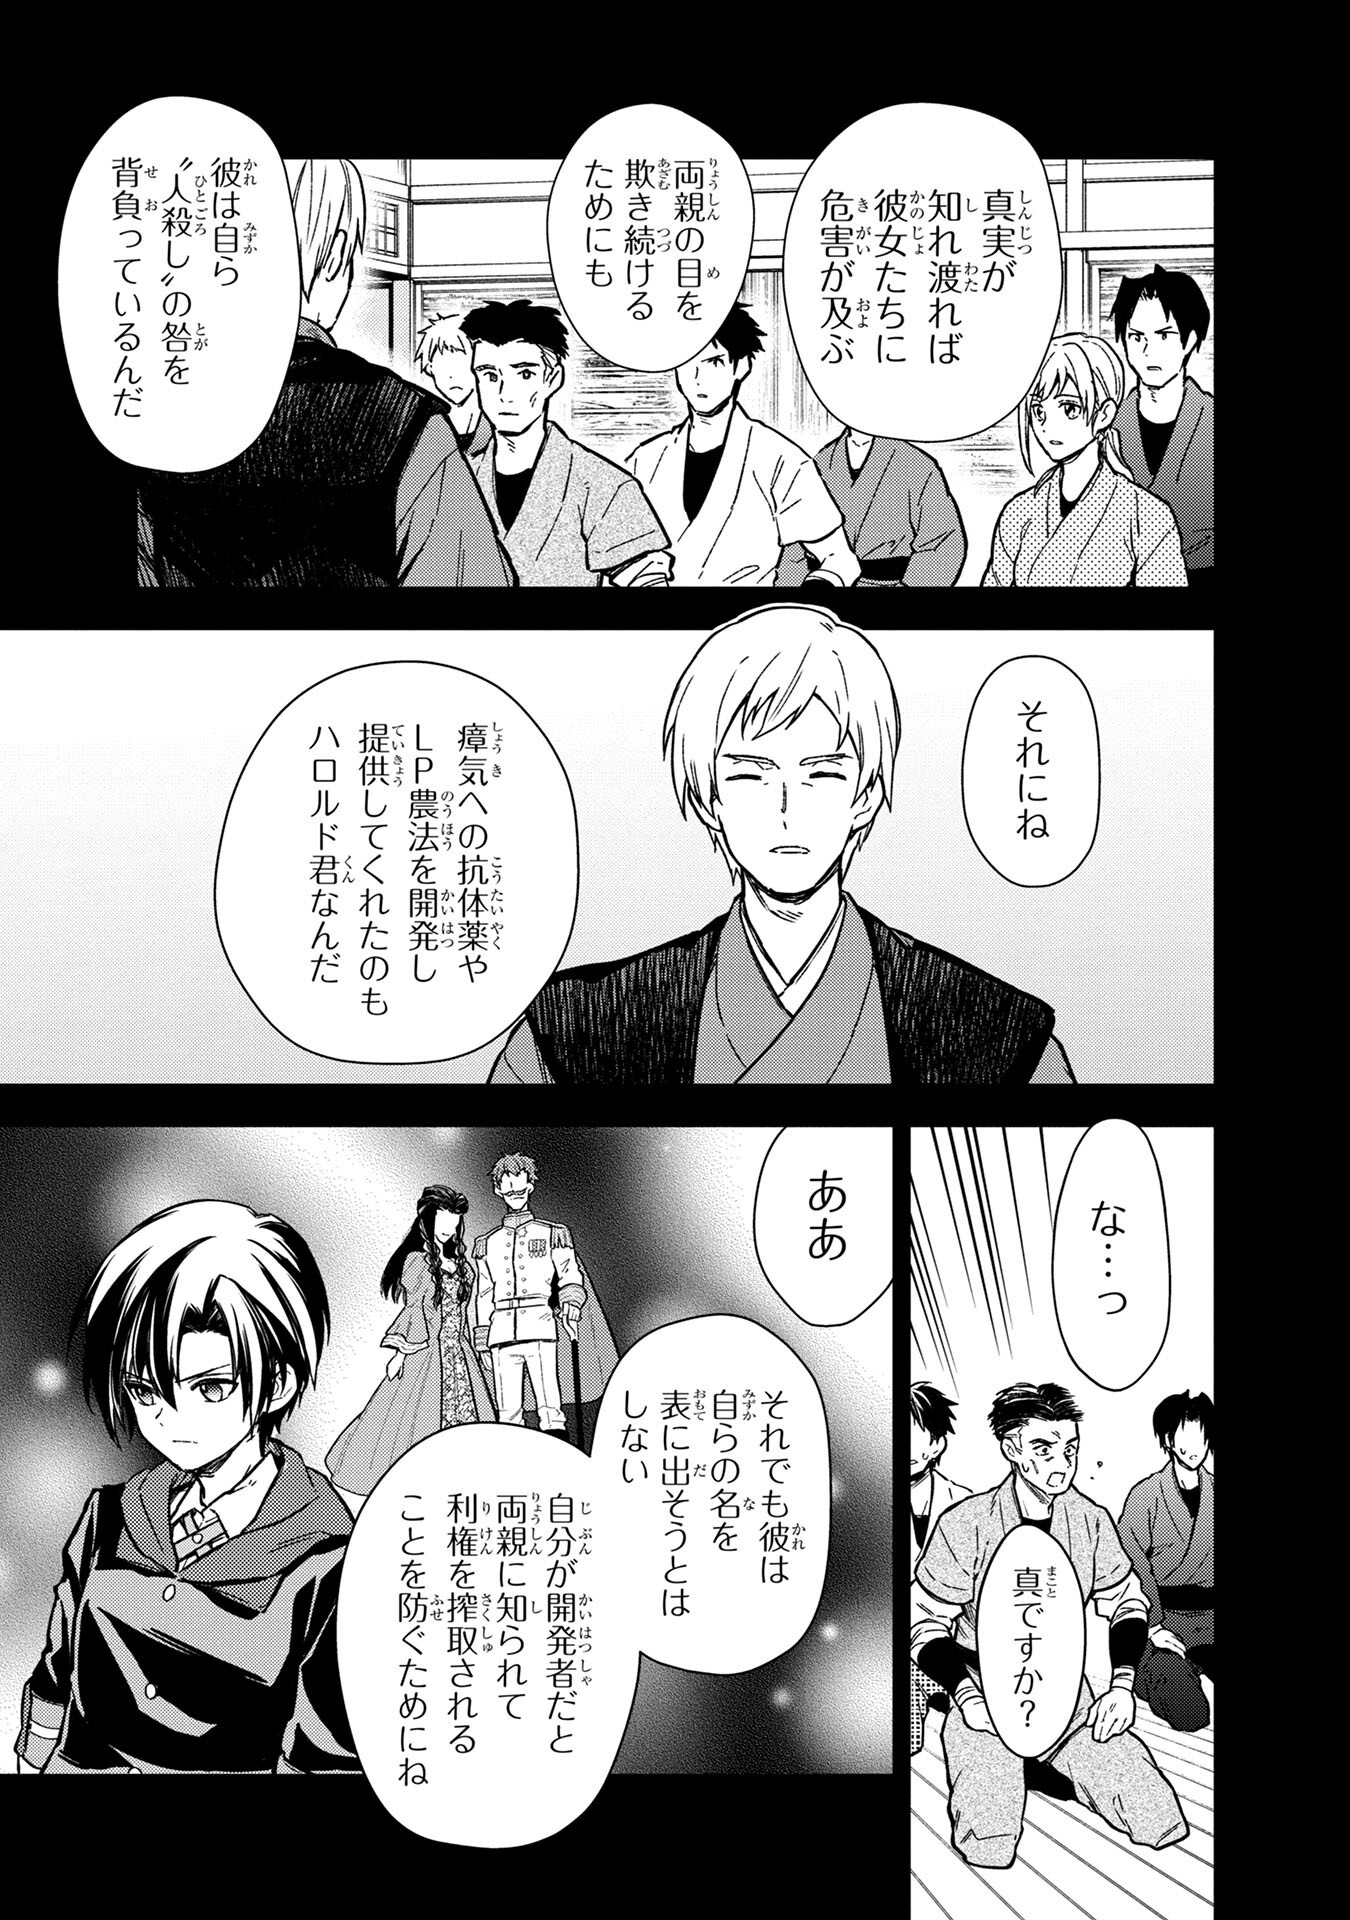 真実が
知れ渡れば
彼女たちに
危害が及ぶ
両親の目を
欺き続ける
ためにも
彼は自ら
〝人殺し〟の咎を
背負っているんだ
それにね
瘴気への抗体薬や
LP農法を開発し
提供してくれたのも
ハロルド君なんだ
な…っ
真ですか?
ああ
それでも彼は
自らの名を
表に出そうとは
しない
自分が開発者だと
両親に知られて
利権を搾取される
ことを防ぐためにね